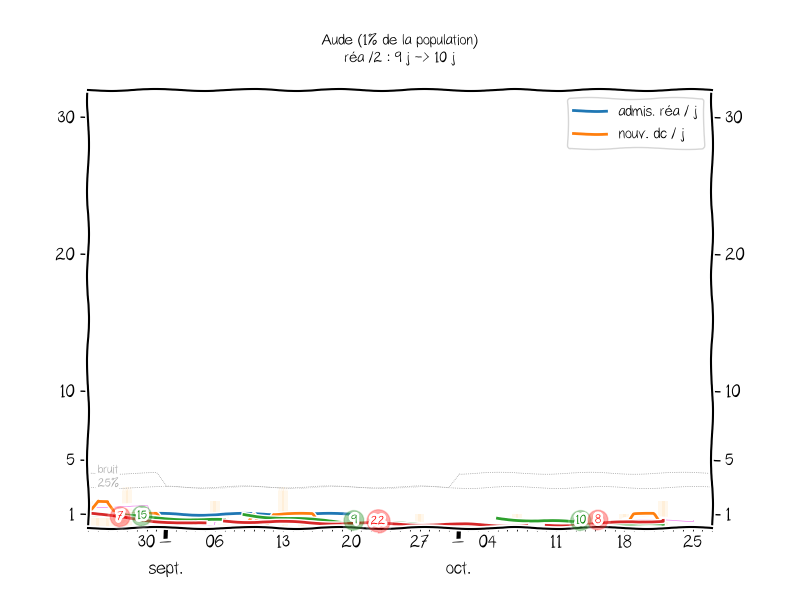 Aude (1% de la population)
réa /2 : 9 j -> 10 j
admis. réa / j
nouv. dc / j
30 30
20 20
10 10
5 5
1 1
bruit
25%
7 15 9 22 10 8
30 06 13 20 27 04 11 18 25
sept. oct.